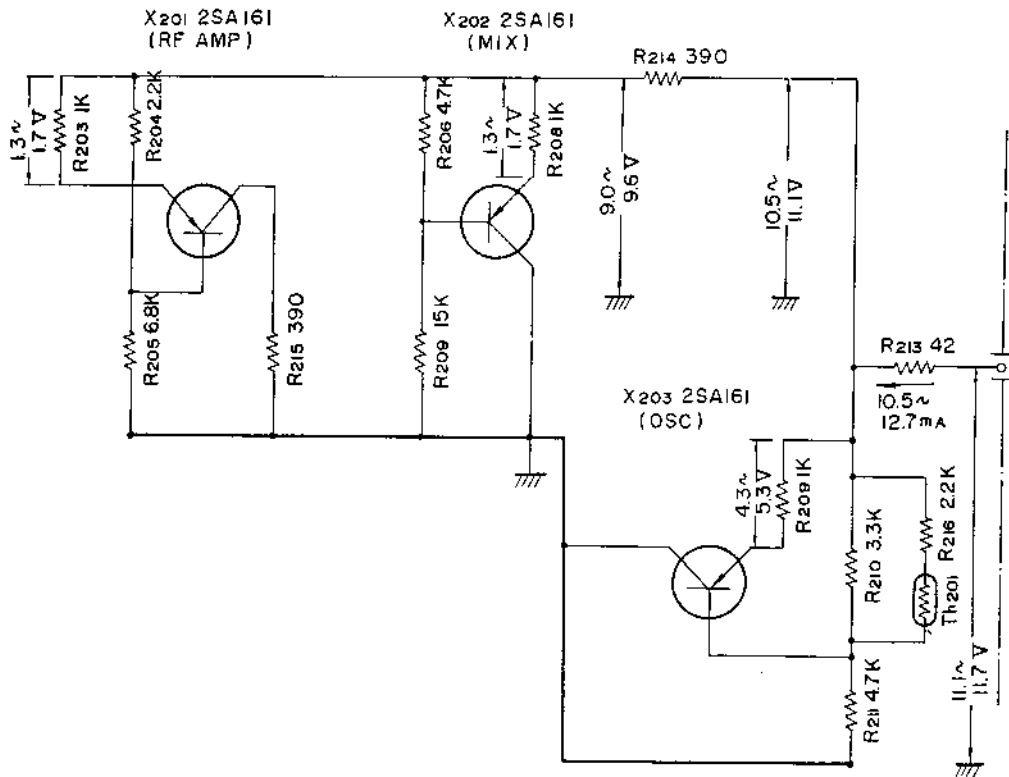 X201 2SA161
(RF AMP)
X202 2SA161
(MIX)
R214 390
1.3~
1.7V
R203 1K
R204 2.2K
R206 4.7K
1.3~
1.7V
R208 1K
9.0~
9.6V
10.5~
11.1V
R205 6.8K
R215 390
R209 15K
R213 42
10.5~
12.7mA
X203 2SA161
(OSC)
4.3~
5.3V
R209 1K
R210 3.3K
R216 2.2K
Th201
R211 4.7K
11.1~
11.7V